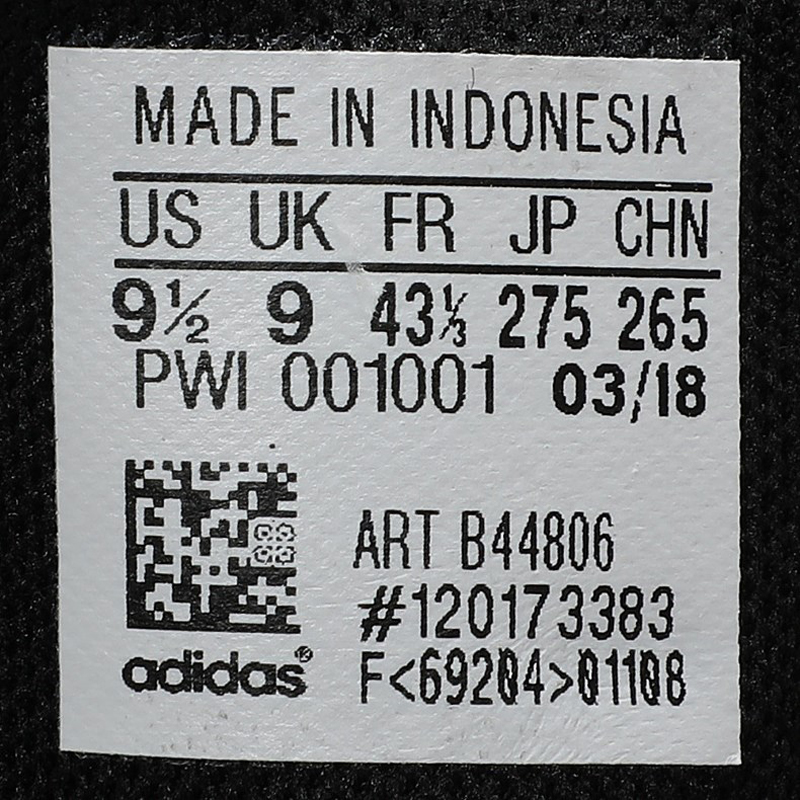 MADE IN INDONESIA
US UK FR JP CHN
9½ 9 43⅓ 275 265
PWI 001001 03/18
ART B44806
#120173383
adidas®
F<69204>01108